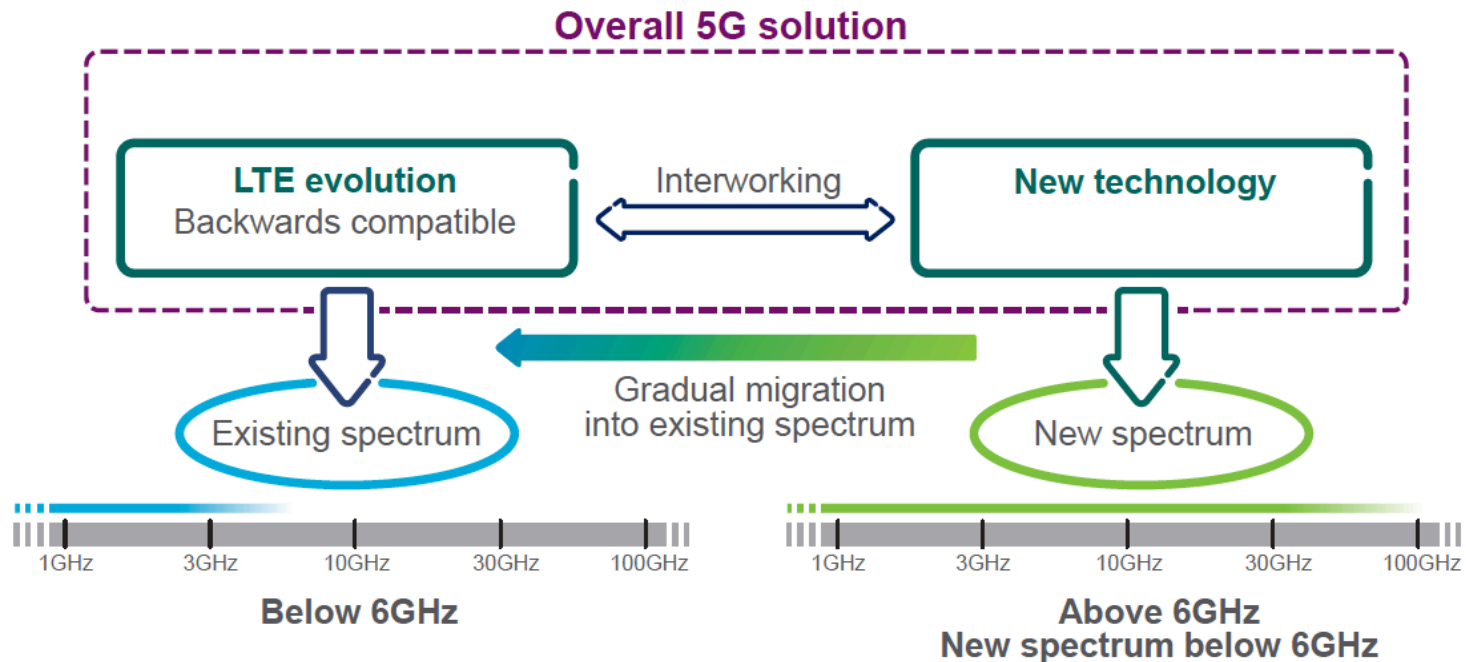 Overall 5G solution
LTE evolution
Backwards compatible
Interworking
New technology
Gradual migration
into existing spectrum
Existing spectrum
New spectrum
1GHz 3GHz 10GHz 30GHz 100GHz
Below 6GHz
1GHz 3GHz 10GHz 30GHz 100GHz
Above 6GHz
New spectrum below 6GHz